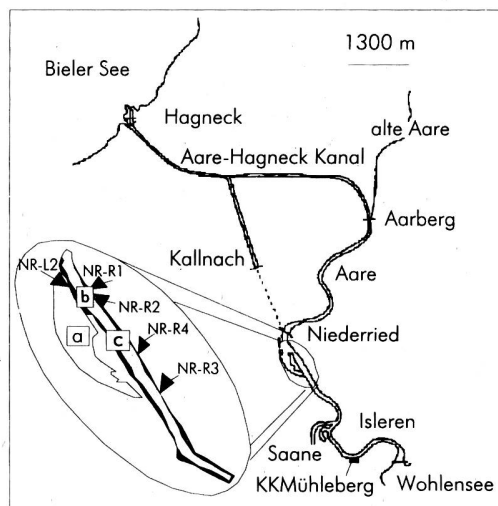 1300 m
Bieler See
Hagneck
alte Aare
Aare-Hagneck Kanal
Aarberg
Kallnach
Aare
NR-L2
NR-R1
b
NR-R2
Niederried
a
c
NR-R4
NR-R3
Isleren
Saane
KKMühleberg
Wohlensee